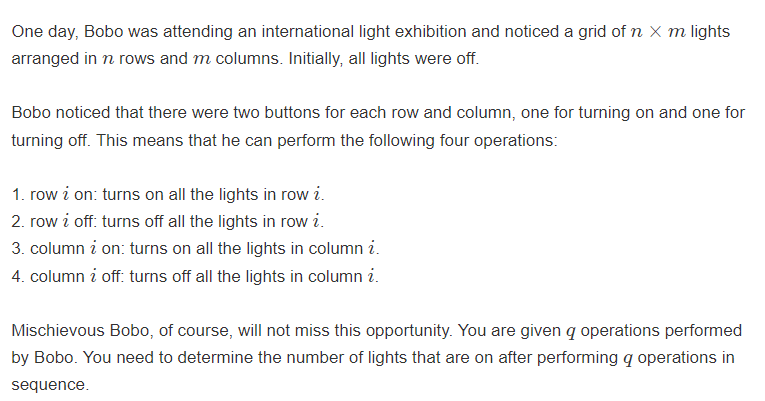 One day, Bobo was attending an international light exhibition and noticed a grid of n × m lights
arranged in n rows and m columns. Initially, all lights were off.
Bobo noticed that there were two buttons for each row and column, one for turning on and one for
turning off. This means that he can perform the following four operations:
1. row i on: turns on all the lights in row i.
2. row i off: turns off all the lights in row i.
3. column i on: turns on all the lights in column i.
4. column i off: turns off all the lights in column i.
Mischievous Bobo, of course, will not miss this opportunity. You are given q operations performed
by Bobo. You need to determine the number of lights that are on after performing q operations in
sequence.